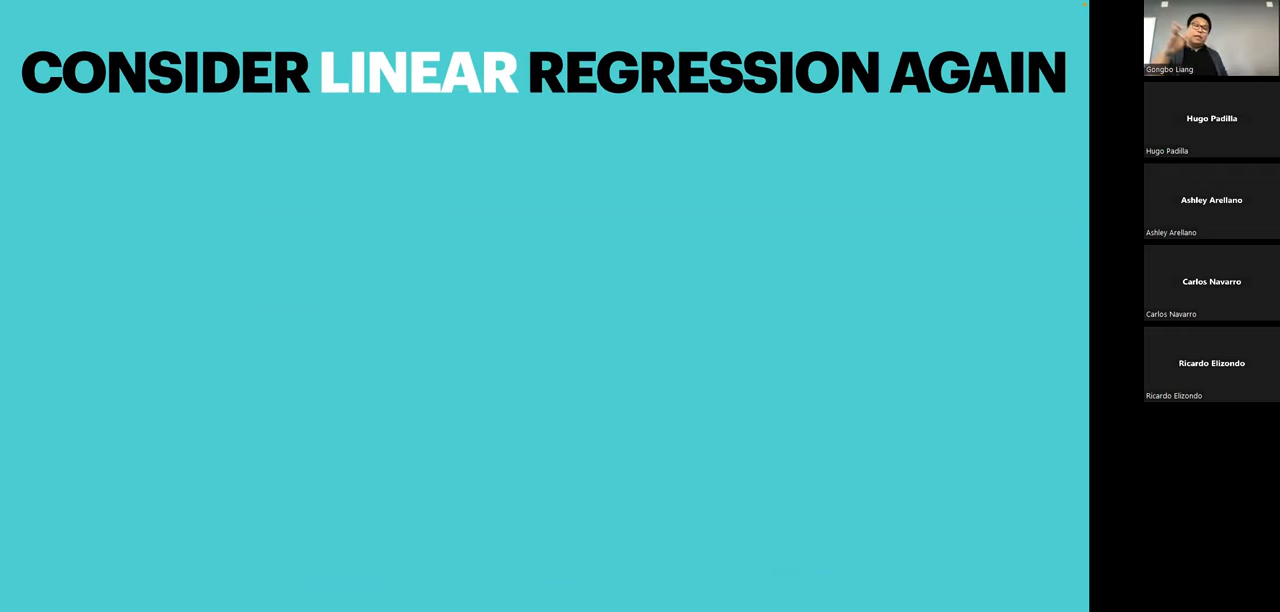 CONSIDER LINEAR REGRESSION AGAIN
Gongbo Liang
Hugo Padilla
Hugo Padilla
Ashley Arellano
Ashley Arellano
Carlos Navarro
Carlos Navarro
Ricardo Elizondo
Ricardo Elizondo